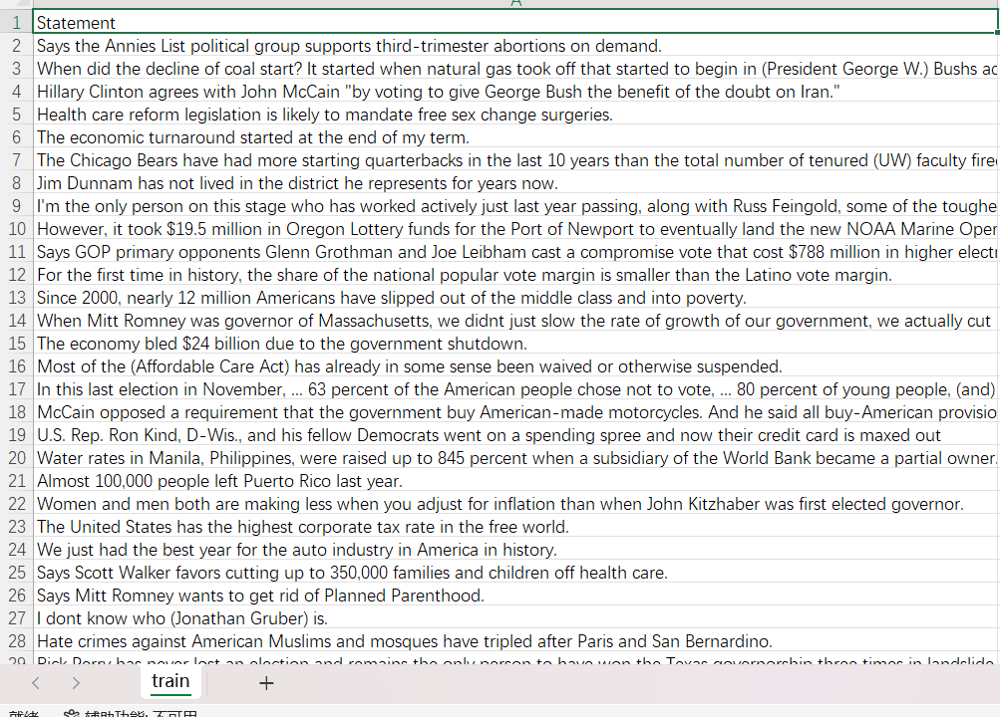 A
1 Statement
2 Says the Annies List political group supports third-trimester abortions on demand.
3 When did the decline of coal start? It started when natural gas took off that started to begin in (President George W.) Bushs
4 Hillary Clinton agrees with John McCain "by voting to give George Bush the benefit of the doubt on Iran."
5 Health care reform legislation is likely to mandate free sex change surgeries.
6 The economic turnaround started at the end of my term.
7 The Chicago Bears have had more starting quarterbacks in the last 10 years than the total number of tenured (UW) faculty
8 Jim Dunnam has not lived in the district he represents for years now.
9 I'm the only person on this stage who has worked actively just last year passing, along with Russ Feingold, some of the
10 However, it took $19.5 million in Oregon Lottery funds for the Port of Newport to eventually land the new NOAA Marine
11 Says GOP primary opponents Glenn Grothman and Joe Leibham cast a compromise vote that cost $788 million in higher
12 For the first time in history, the share of the national popular vote margin is smaller than the Latino vote margin.
13 Since 2000, nearly 12 million Americans have slipped out of the middle class and into poverty.
14 When Mitt Romney was governor of Massachusetts, we didnt just slow the rate of growth of our government, we actually cut
15 The economy bled $24 billion due to the government shutdown.
16 Most of the (Affordable Care Act) has already in some sense been waived or otherwise suspended.
17 In this last election in November, ... 63 percent of the American people chose not to vote, ... 80 percent of young people, (and)
18 McCain opposed a requirement that the government buy American-made motorcycles. And he said all buy-American
19 U.S. Rep. Ron Kind, D-Wis., and his fellow Democrats went on a spending spree and now their credit card is maxed out
20 Water rates in Manila, Philippines, were raised up to 845 percent when a subsidiary of the World Bank became a partial owner.
21 Almost 100,000 people left Puerto Rico last year.
22 Women and men both are making less when you adjust for inflation than when John Kitzhaber was first elected governor.
23 The United States has the highest corporate tax rate in the free world.
24 We just had the best year for the auto industry in America in history.
25 Says Scott Walker favors cutting up to 350,000 families and children off health care.
26 Says Mitt Romney wants to get rid of Planned Parenthood.
27 I dont know who (Jonathan Gruber) is.
28 Hate crimes against American Muslims and mosques have tripled after Paris and San Bernardino.
29 Rick Perry has never lost an election and remains the only person to have won the Texas governorship three times in landslide
train
就绪 辅助功能: 不可用